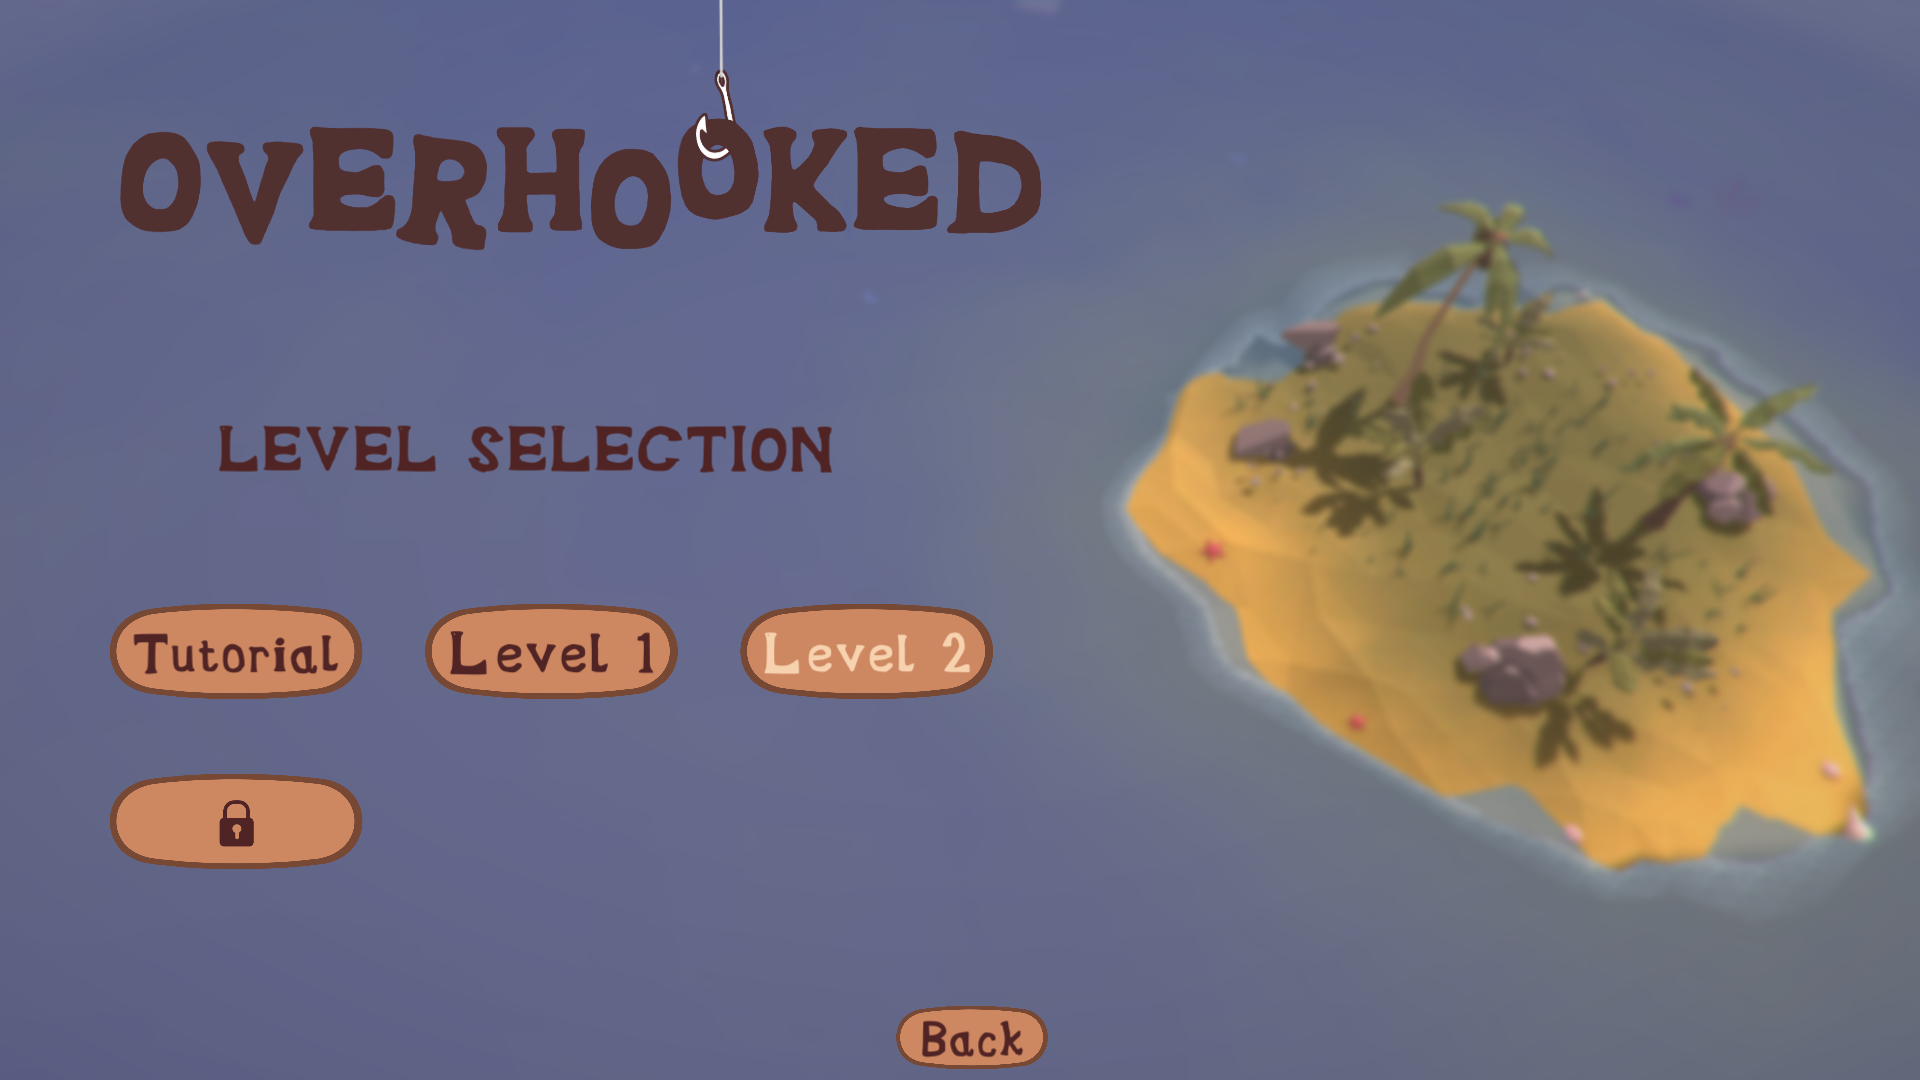 OVERHOOKED
LEVEL SELECTION
Tutorial
Level 1
Level 2
Back